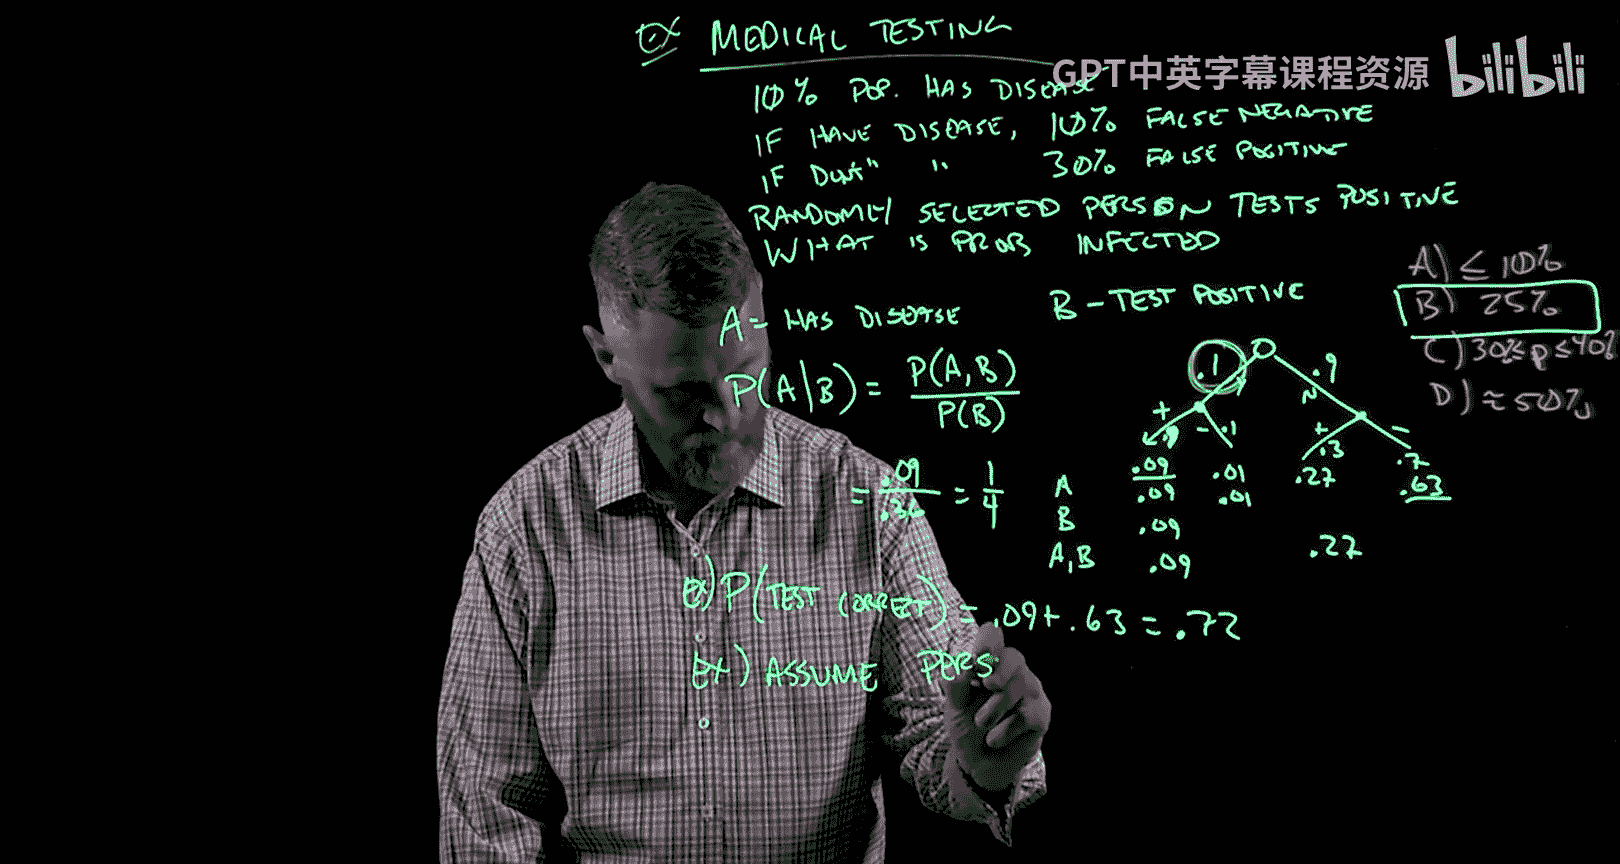 EX MEDICAL TESTING
GPT中英字幕课程资源 bilibili
10% POP. HAS DISEASE
IF HAVE DISEASE, 10% FALSE NEGATIVE
IF DON'T " " 30% FALSE POSITIVE
RANDOMLY SELECTED PERSON TESTS POSITIVE
WHAT IS PROB INFECTED
A) ≤ 10%
B) 25%
C) 30% ≤ P ≤ 40%
D) ≈ 50%
A = HAS DISEASE B - TEST POSITIVE
P(A|B) = P(A,B) / P(B)
= .09 / .36 = 1/4
.1 .9
Y N
+ - + -
.9 .1 .3 .7
.09 .01 .27 .63
A .09 .01
B .09 .27
A,B .09
EX) P(TEST CORRECT) = .09 + .63 = .72
EX) ASSUME PERS